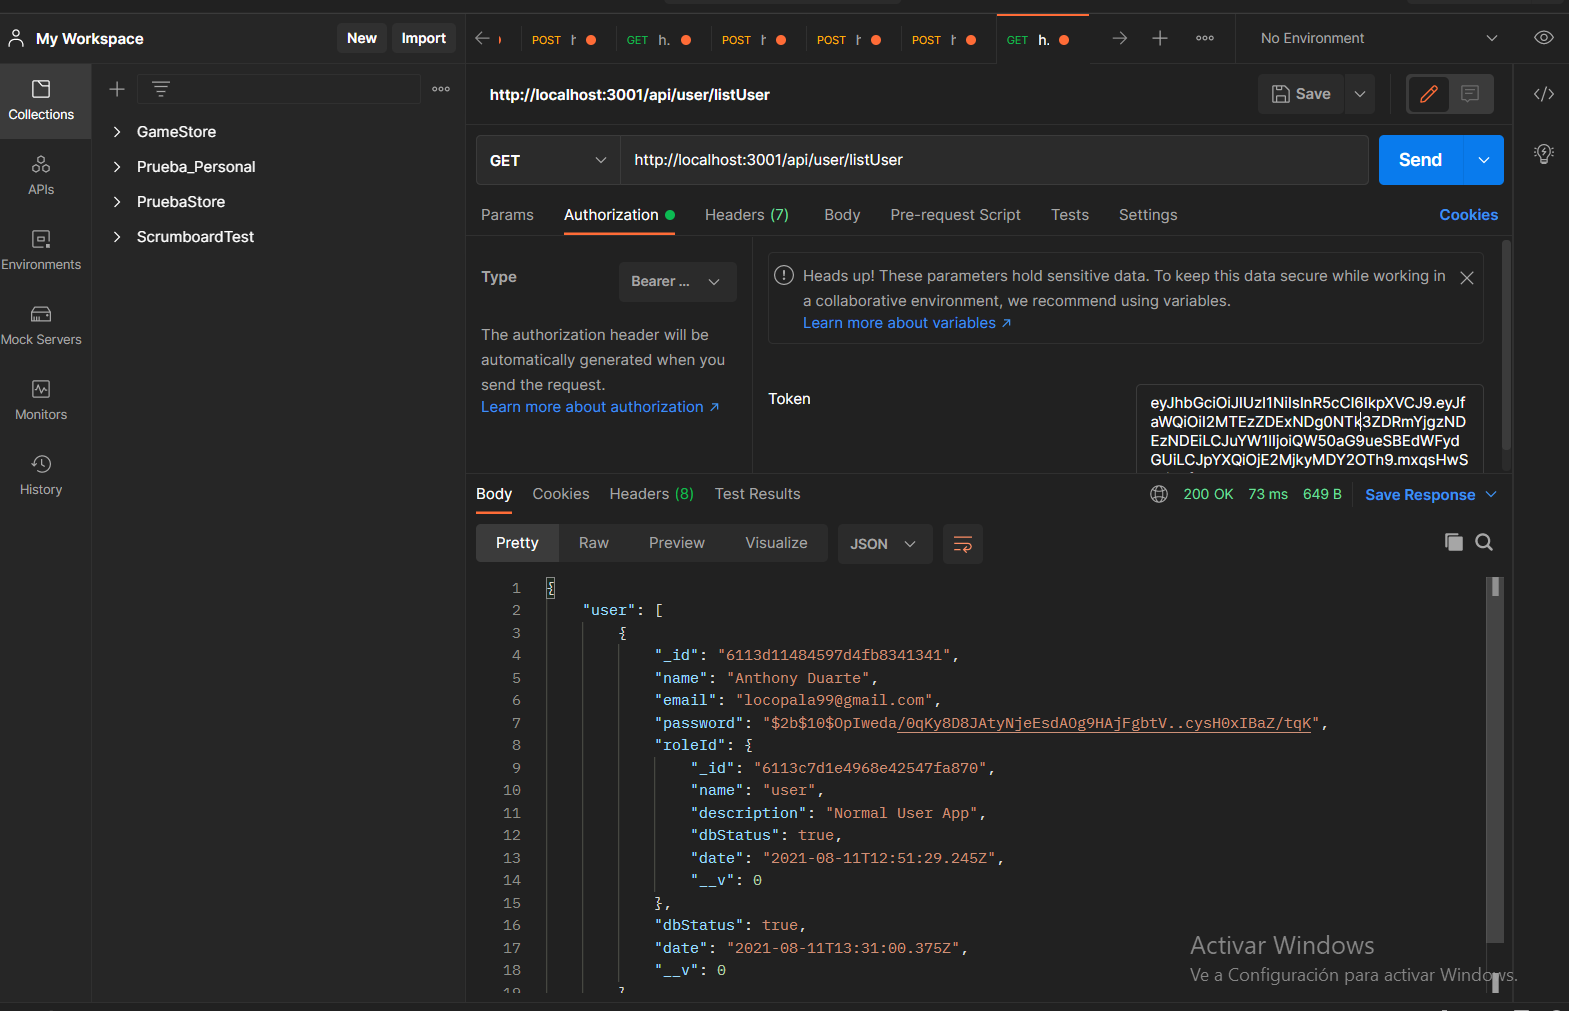 My Workspace
New
Import
POST
GET h.
POST
POST
POST
GET h.
No Environment
Collections
APIs
Environments
Mock Servers
Monitors
History
GameStore
Prueba_Personal
PruebaStore
ScrumboardTest
http://localhost:3001/api/user/listUser
Save
GET
http://localhost:3001/api/user/listUser
Send
Params
Authorization
Headers (7)
Body
Pre-request Script
Tests
Settings
Cookies
Type
Bearer ...
The authorization header will be
automatically generated when you
send the request.
Learn more about authorization ↗
Heads up! These parameters hold sensitive data. To keep this data secure while working in
a collaborative environment, we recommend using variables.
Learn more about variables ↗
Token
eyJhbGciOiJIUzI1NiIsInR5cCI6IkpXVCJ9.eyJf
aWQiOiI2MTEzZDExNDg0NTk3ZDRmYjgzND
EzNDEiLCJuYW1lIjoiQW50aG9ueSBEdWFyd
GUiLCJpYXQiOjE2MjkyMDY2OTh9.mxqsHwS
Body
Cookies
Headers (8)
Test Results
200 OK
73 ms
649 B
Save Response
Pretty
Raw
Preview
Visualize
JSON
1 {
2 "user": [
3 {
4 "_id": "6113d11484597d4fb8341341",
5 "name": "Anthony Duarte",
6 "email": "locopala99@gmail.com",
7 "password": "$2b$10$OpIweda/0qKy8D8JAtyNjeEsdAOg9HAjFgbtV..cysH0xIBaZ/tqK",
8 "roleId": {
9 "_id": "6113c7d1e4968e42547fa870",
10 "name": "user",
11 "description": "Normal User App",
12 "dbStatus": true,
13 "date": "2021-08-11T12:51:29.245Z",
14 "__v": 0
15 },
16 "dbStatus": true,
17 "date": "2021-08-11T13:31:00.375Z",
18 "__v": 0
19 }
Activar Windows
Ve a Configuración para activar Windows.